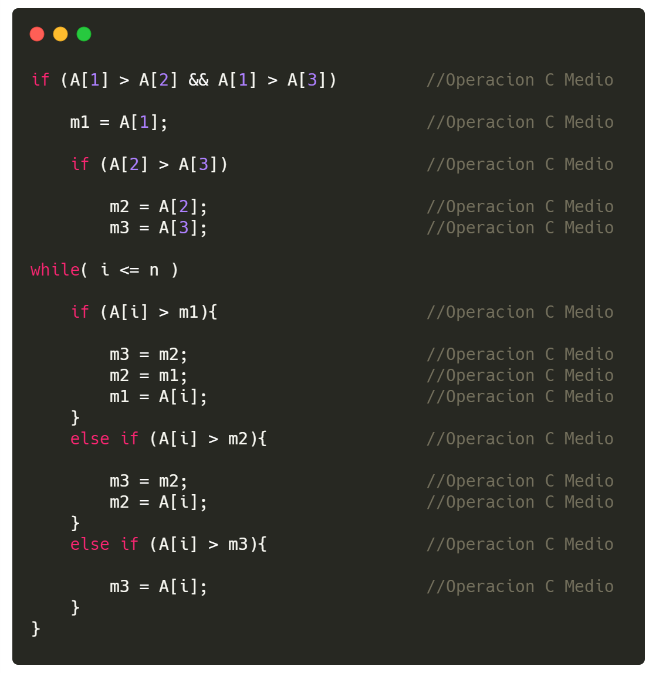 if (A[1] > A[2] && A[1] > A[3])         //Operacion C Medio
    m1 = A[1];                          //Operacion C Medio
    if (A[2] > A[3])                    //Operacion C Medio
        m2 = A[2];                      //Operacion C Medio
        m3 = A[3];                      //Operacion C Medio
while( i <= n )
    if (A[i] > m1){                     //Operacion C Medio
        m3 = m2;                        //Operacion C Medio
        m2 = m1;                        //Operacion C Medio
        m1 = A[i];                      //Operacion C Medio
    }
    else if (A[i] > m2){                //Operacion C Medio
        m3 = m2;                        //Operacion C Medio
        m2 = A[i];                      //Operacion C Medio
    }
    else if (A[i] > m3){                //Operacion C Medio
        m3 = A[i];                      //Operacion C Medio
    }
}